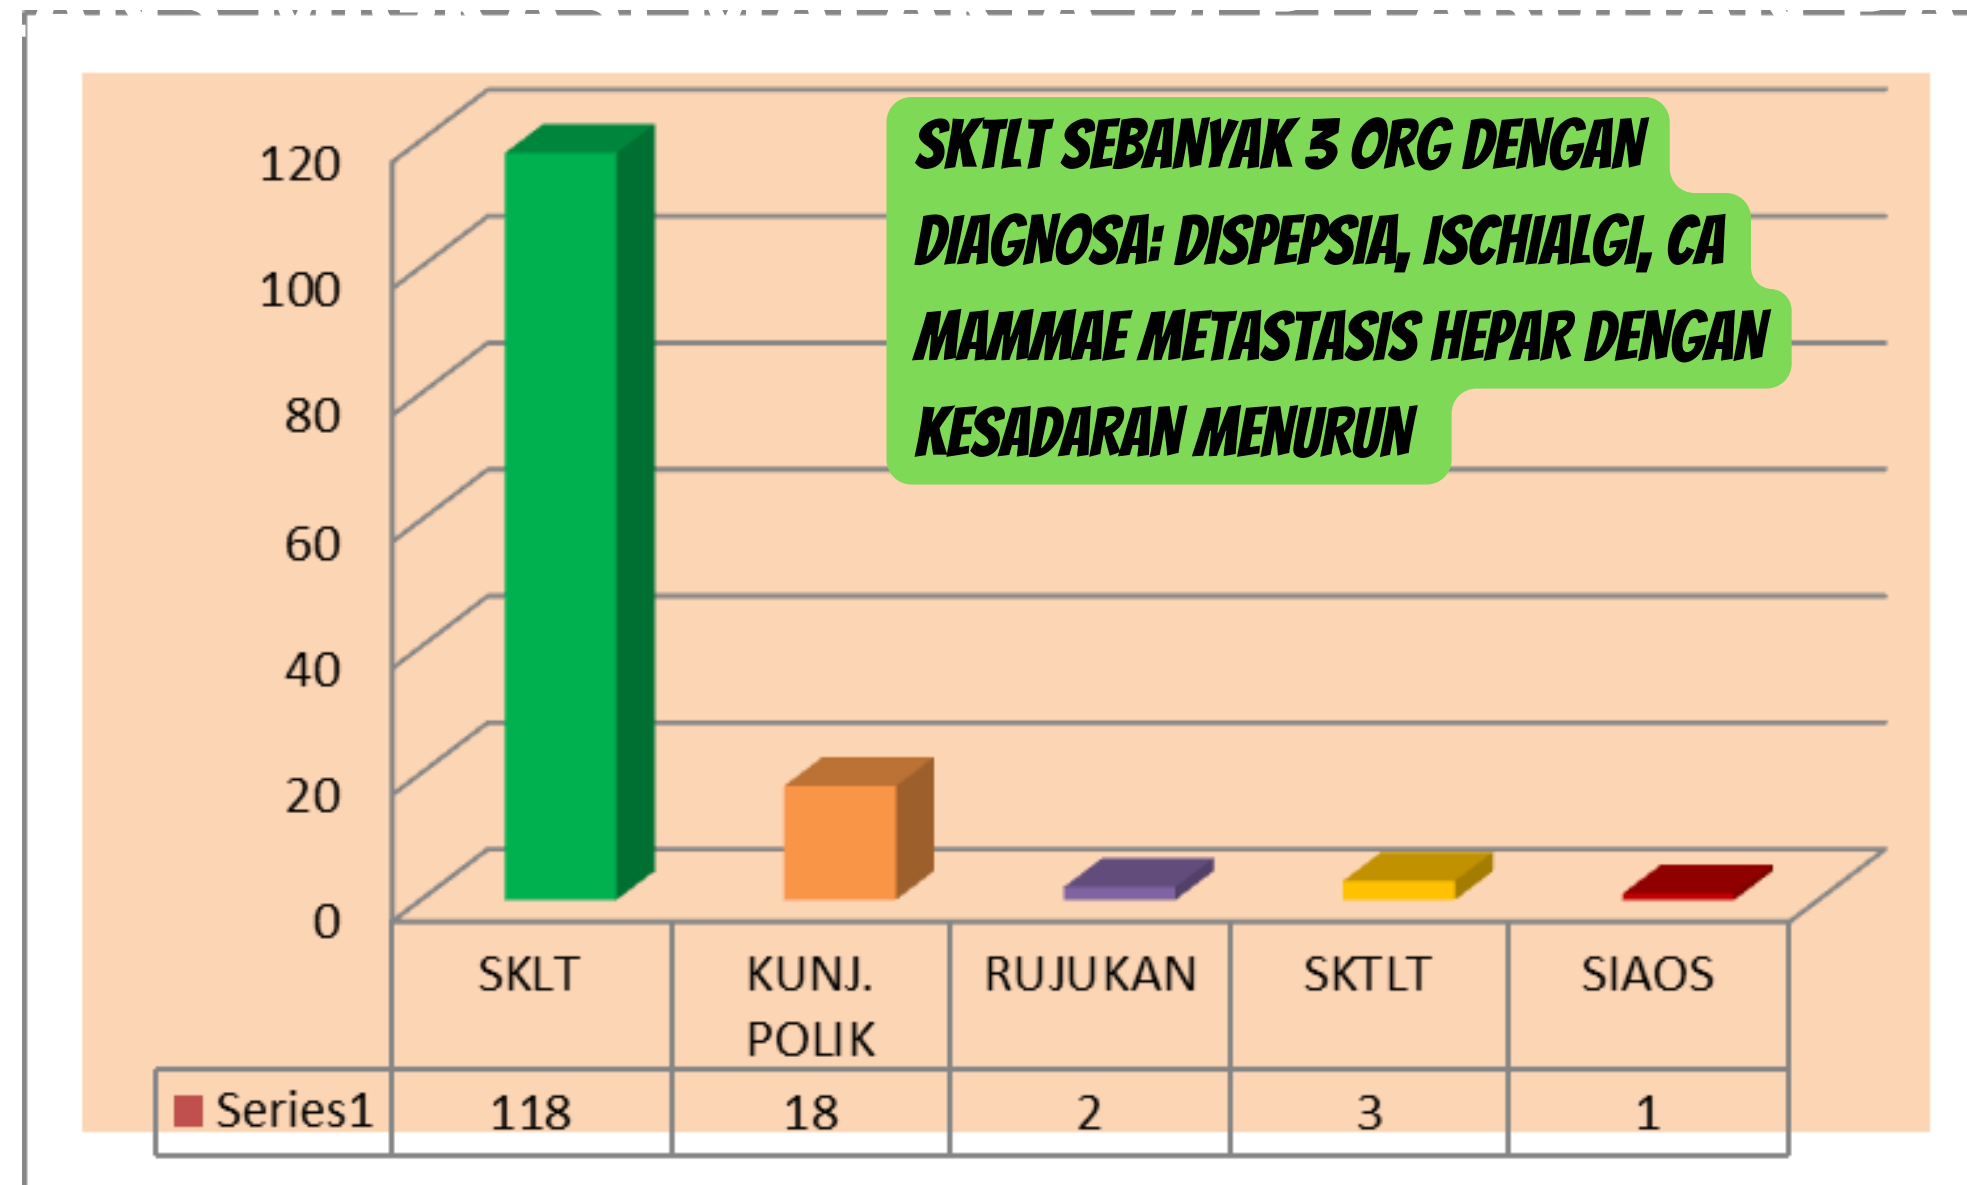 SKTLT SEBANYAK 3 ORG DENGAN
DIAGNOSA: DISPEPSIA, ISCHIALGI, CA
MAMMAE METASTASIS HEPAR DENGAN
KESADARAN MENURUN
120
100
80
60
40
20
0
SKLT KUNJ. POLIK RUJUKAN SKTLT SIAOS
Series1 118 18 2 3 1